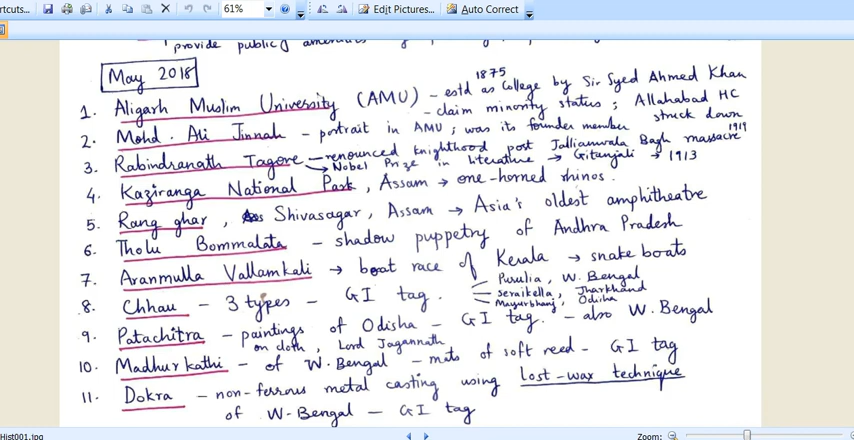 rtcuts...
61%
Edit Pictures...
Auto Correct
provide public
May 2018
1. Aligarh Muslim University (AMU) - estd as College by Sir Syed Ahmed Khan
1875
- claim minority status ; Allahabad HC struck down
2. Mohd. Ali Jinnah - portrait in AMU ; was its founder member
3. Rabindranath Tagore - renounced knighthood post Jallianwala Bagh massacre 1919
→ Nobel Prize in literature → Gitanjali → 1913
4. Kaziranga National Park, Assam → one-horned rhinos.
5. Rang ghar, Shivasagar, Assam → Asia's oldest amphitheatre
6. Tholu Bommalata - shadow puppetry of Andhra Pradesh
7. Aranmulla Vallamkali → boat race of Kerala → snake boats
8. Chhau - 3 types - GI tag.
Purulia, W. Bengal
Seraikella, Jharkhand
Mayurbhanj, Odisha
9. Patachitra - paintings of Odisha - GI tag. - also W. Bengal
on cloth, Lord Jagannath
10. Madhurkathi - of W. Bengal - mats of soft reed - GI tag
11. Dokra - non-ferrous metal casting using Lost-wax technique
of W-Bengal - GI tag
Hist001.jpg
Zoom: